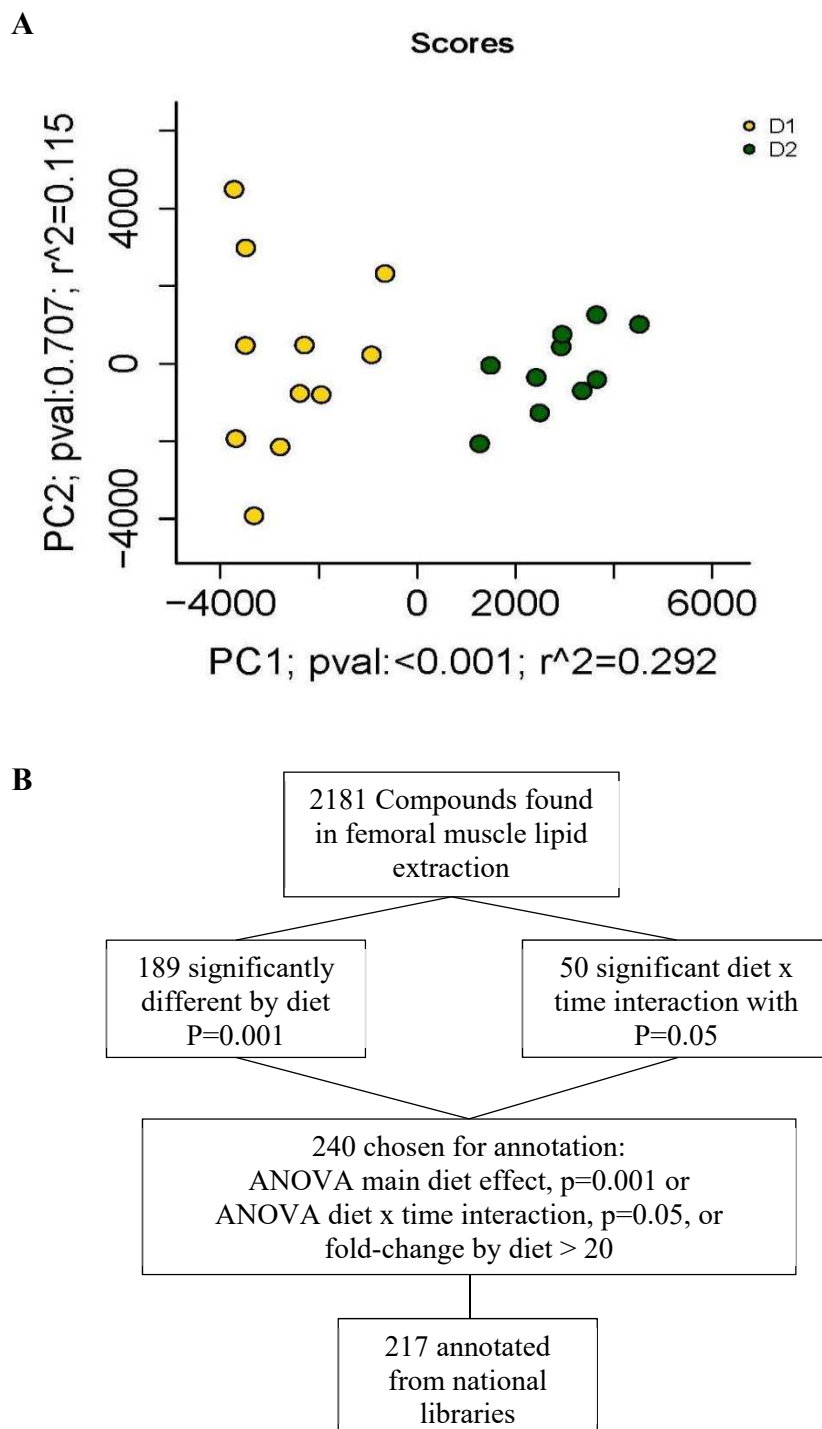 A
Scores
D1
D2
PC2; pval:0.707; r^2=0.115
4000
0
−4000
−4000
0
2000
6000
PC1; pval:<0.001; r^2=0.292
B
2181 Compounds found
in femoral muscle lipid
extraction
189 significantly
different by diet
P=0.001
50 significant diet x
time interaction with
P=0.05
240 chosen for annotation:
ANOVA main diet effect, p=0.001 or
ANOVA diet x time interaction, p=0.05, or
fold-change by diet > 20
217 annotated
from national
libraries